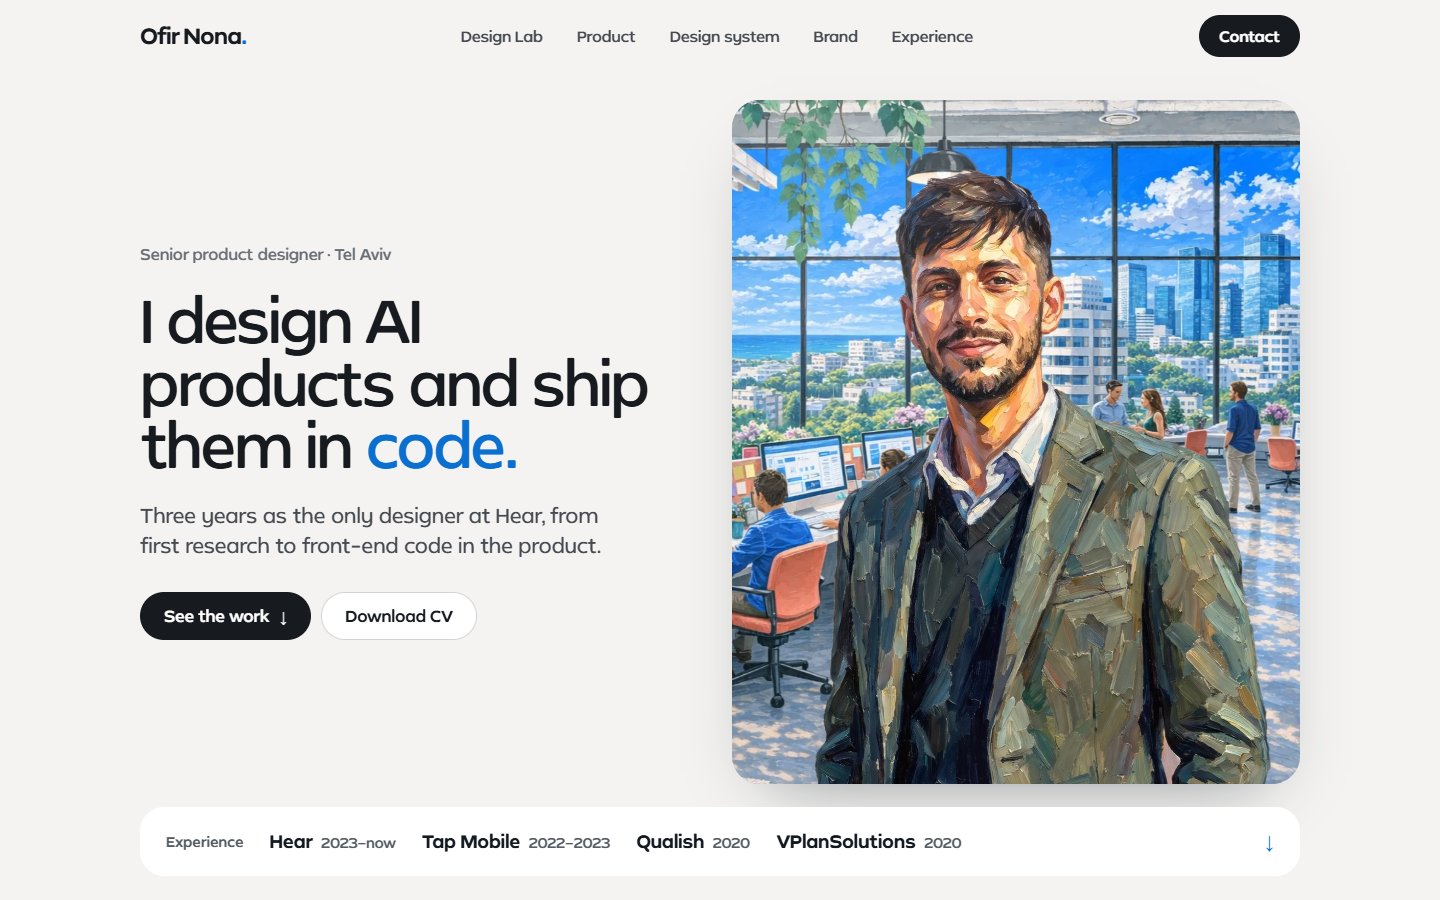 Ofir Nona.
Design Lab
Product
Design system
Brand
Experience
Contact
Senior product designer · Tel Aviv
I design AI
products and ship
them in code.
Three years as the only designer at Hear, from
first research to front-end code in the product.
See the work ↓
Download CV
Experience
Hear 2023–now
Tap Mobile 2022–2023
Qualish 2020
VPlanSolutions 2020
↓